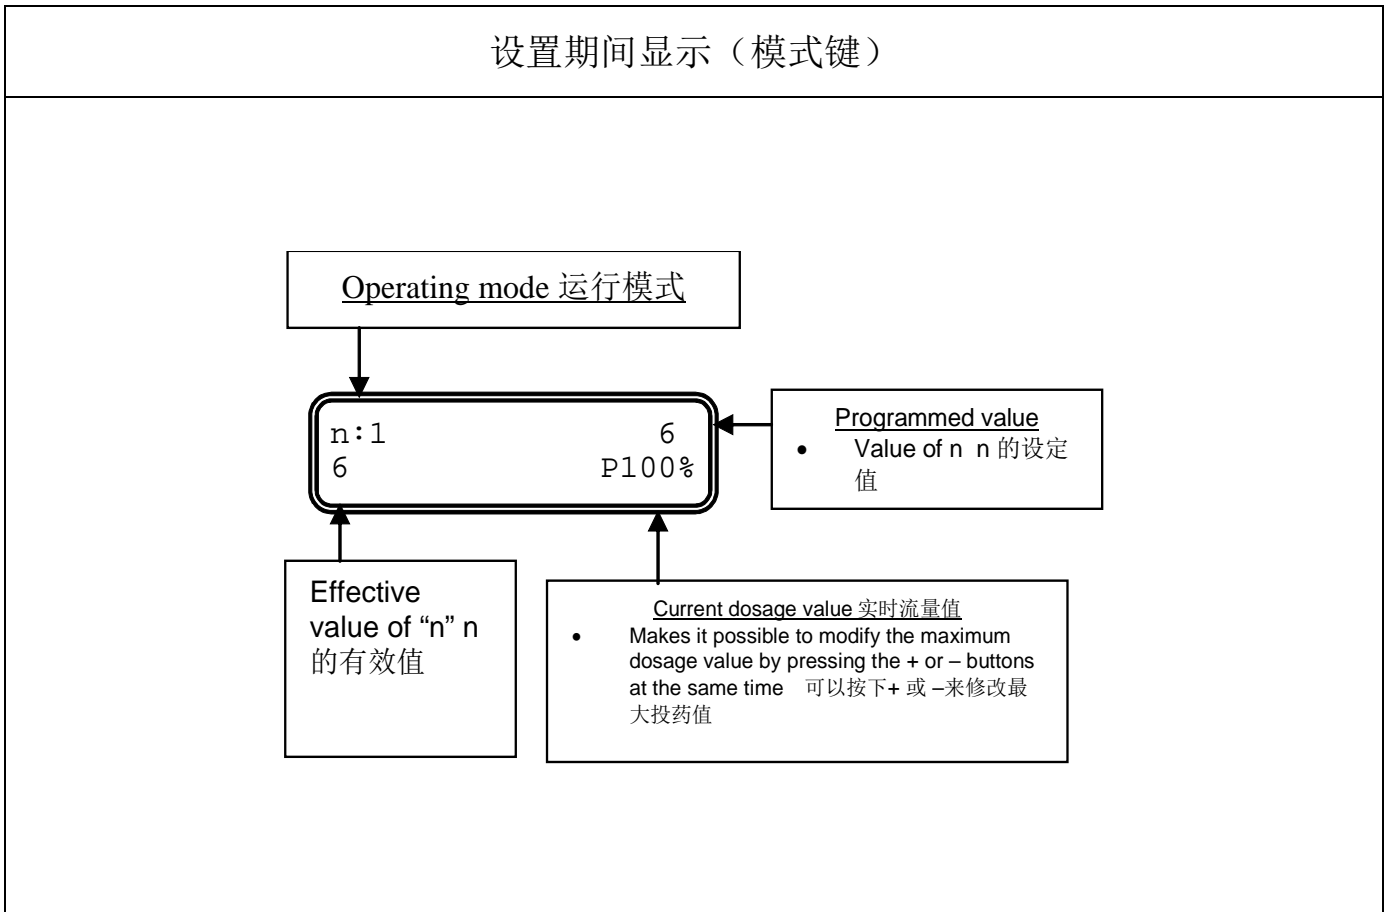 设置期间显示（模式键）
Operating mode 运行模式
n:1 6
6 P100%
Programmed value
• Value of n n 的设定
值
Effective
value of “n” n
的有效值
Current dosage value 实时流量值
• Makes it possible to modify the maximum
dosage value by pressing the + or – buttons
at the same time 可以按下+ 或 –来修改最
大投药值